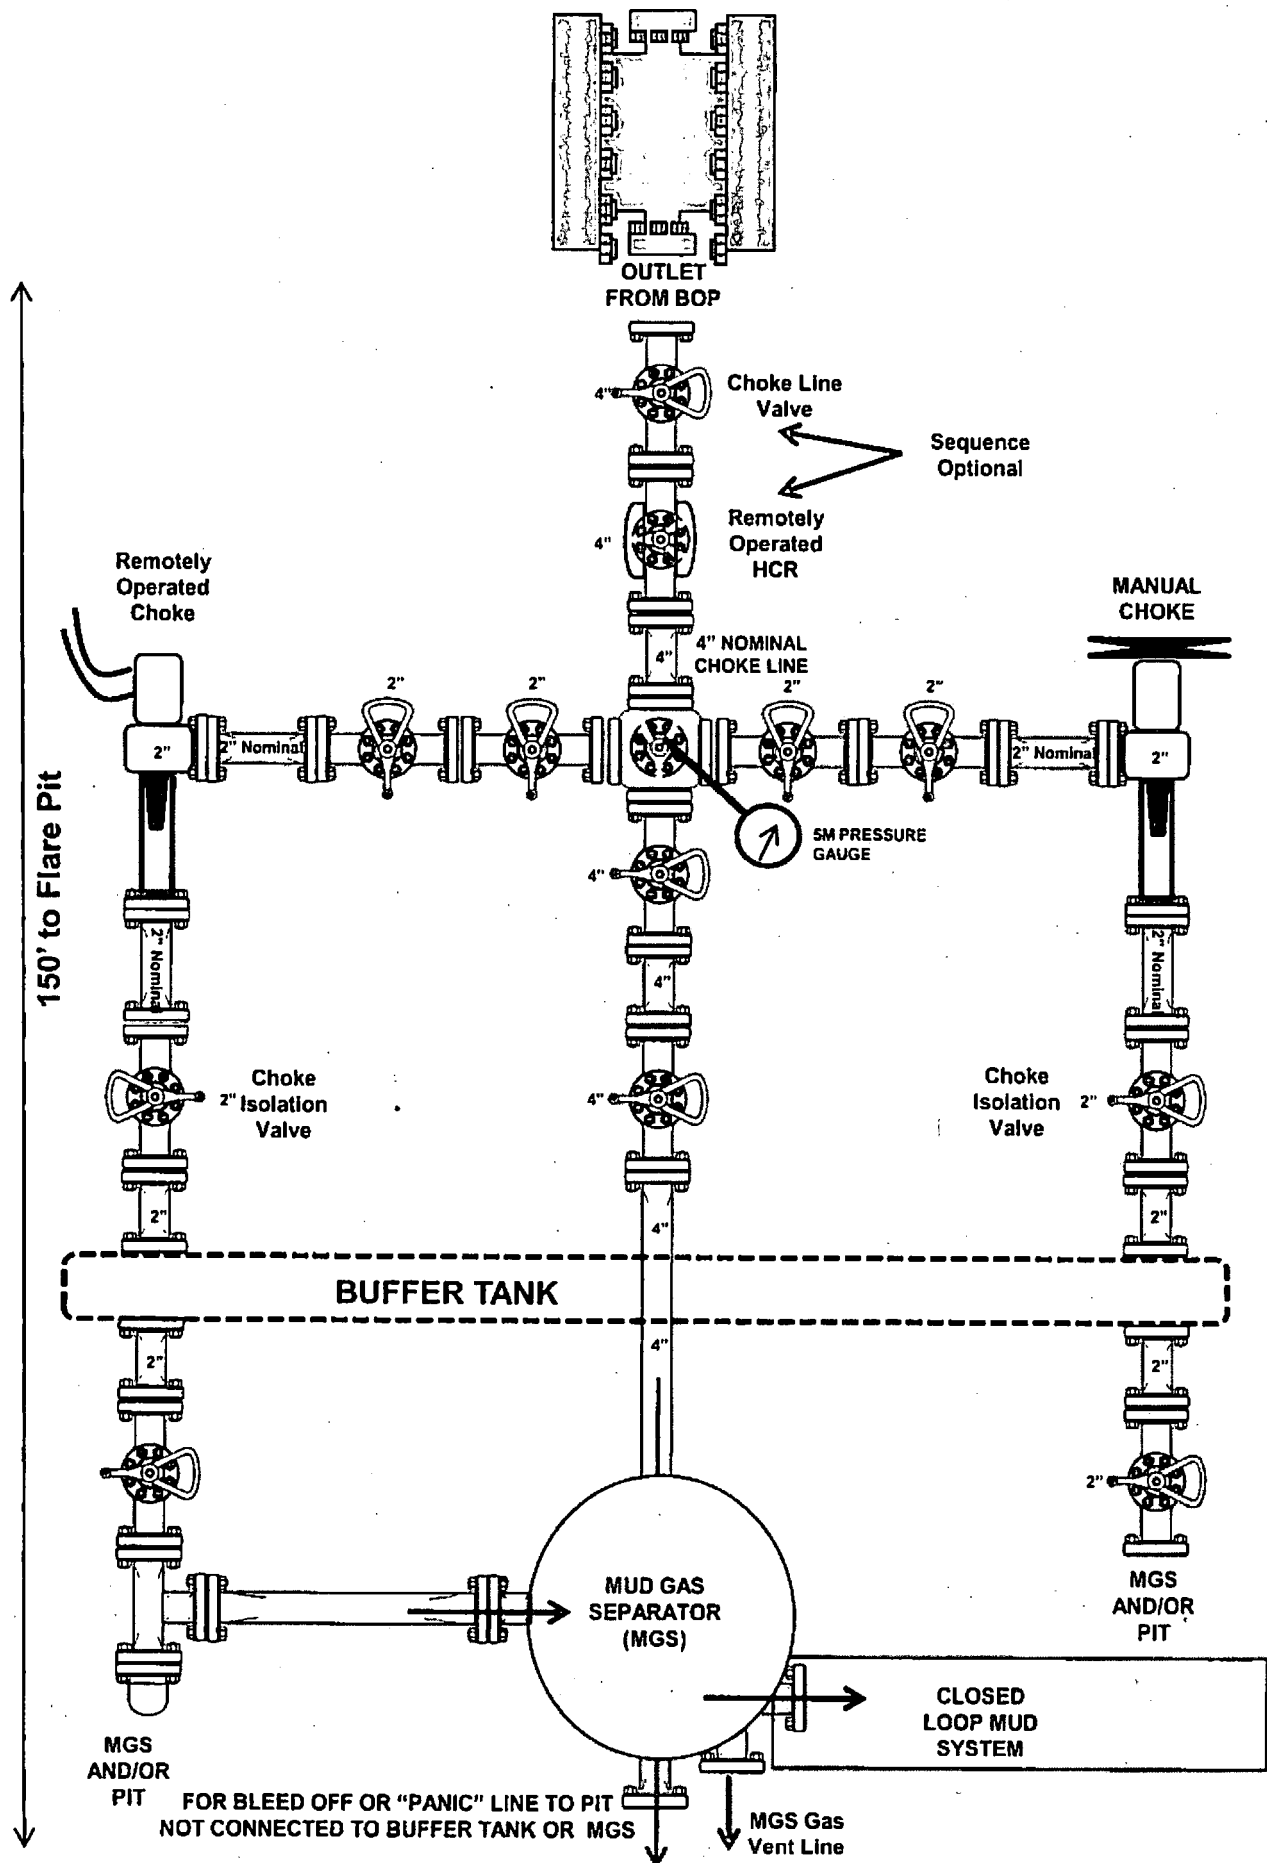 OUTLET
FROM BOP
4"
Choke Line
Valve
Sequence
Optional
4"
Remotely
Operated
HCR
Remotely
Operated
Choke
MANUAL
CHOKE
4" NOMINAL
CHOKE LINE
4"
2"
2"
2"
2"
2"
2" Nominal
2" Nominal
2"
5M PRESSURE
GAUGE
150' to Flare Pit
4"
2" Nominal
4"
2" Nominal
Choke
2" Isolation
Valve
4"
Choke
Isolation
Valve
2"
2"
4"
2"
BUFFER TANK
2"
4"
2"
2"
MUD GAS
SEPARATOR
(MGS)
MGS
AND/OR
PIT
CLOSED
LOOP MUD
SYSTEM
MGS
AND/OR
PIT
FOR BLEED OFF OR "PANIC" LINE TO PIT
NOT CONNECTED TO BUFFER TANK OR MGS
MGS Gas
Vent Line